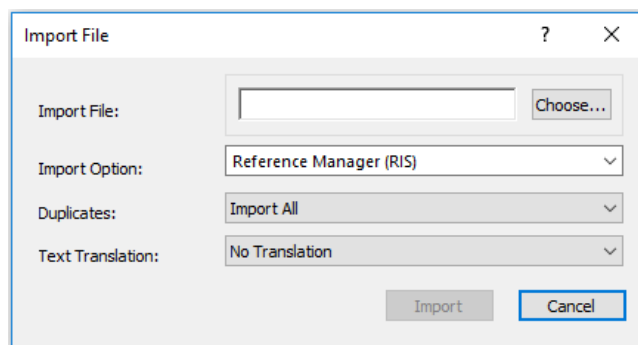 Import File
?
Import File:
Choose...
Import Option:
Reference Manager (RIS)
Duplicates:
Import All
Text Translation:
No Translation
Import
Cancel